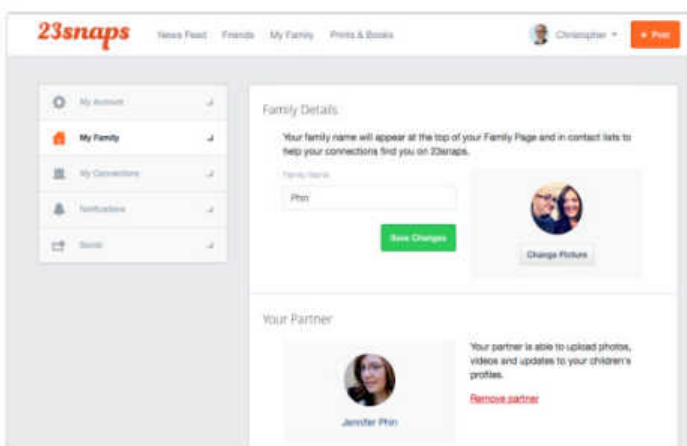 23snaps
News Feed Friends My Family Prints & Books
Christopher
+ Post
My Account
My Family
My Connections
Notifications
Social
Family Details
Your family name will appear at the top of your Family Page and in contact lists to
help your connections find you on 23snaps.
Family Name
Phin
Save Changes
Change Picture
Your Partner
Your partner is able to upload photos,
videos and updates to your children's
profiles.
Remove partner
Jennifer Phin